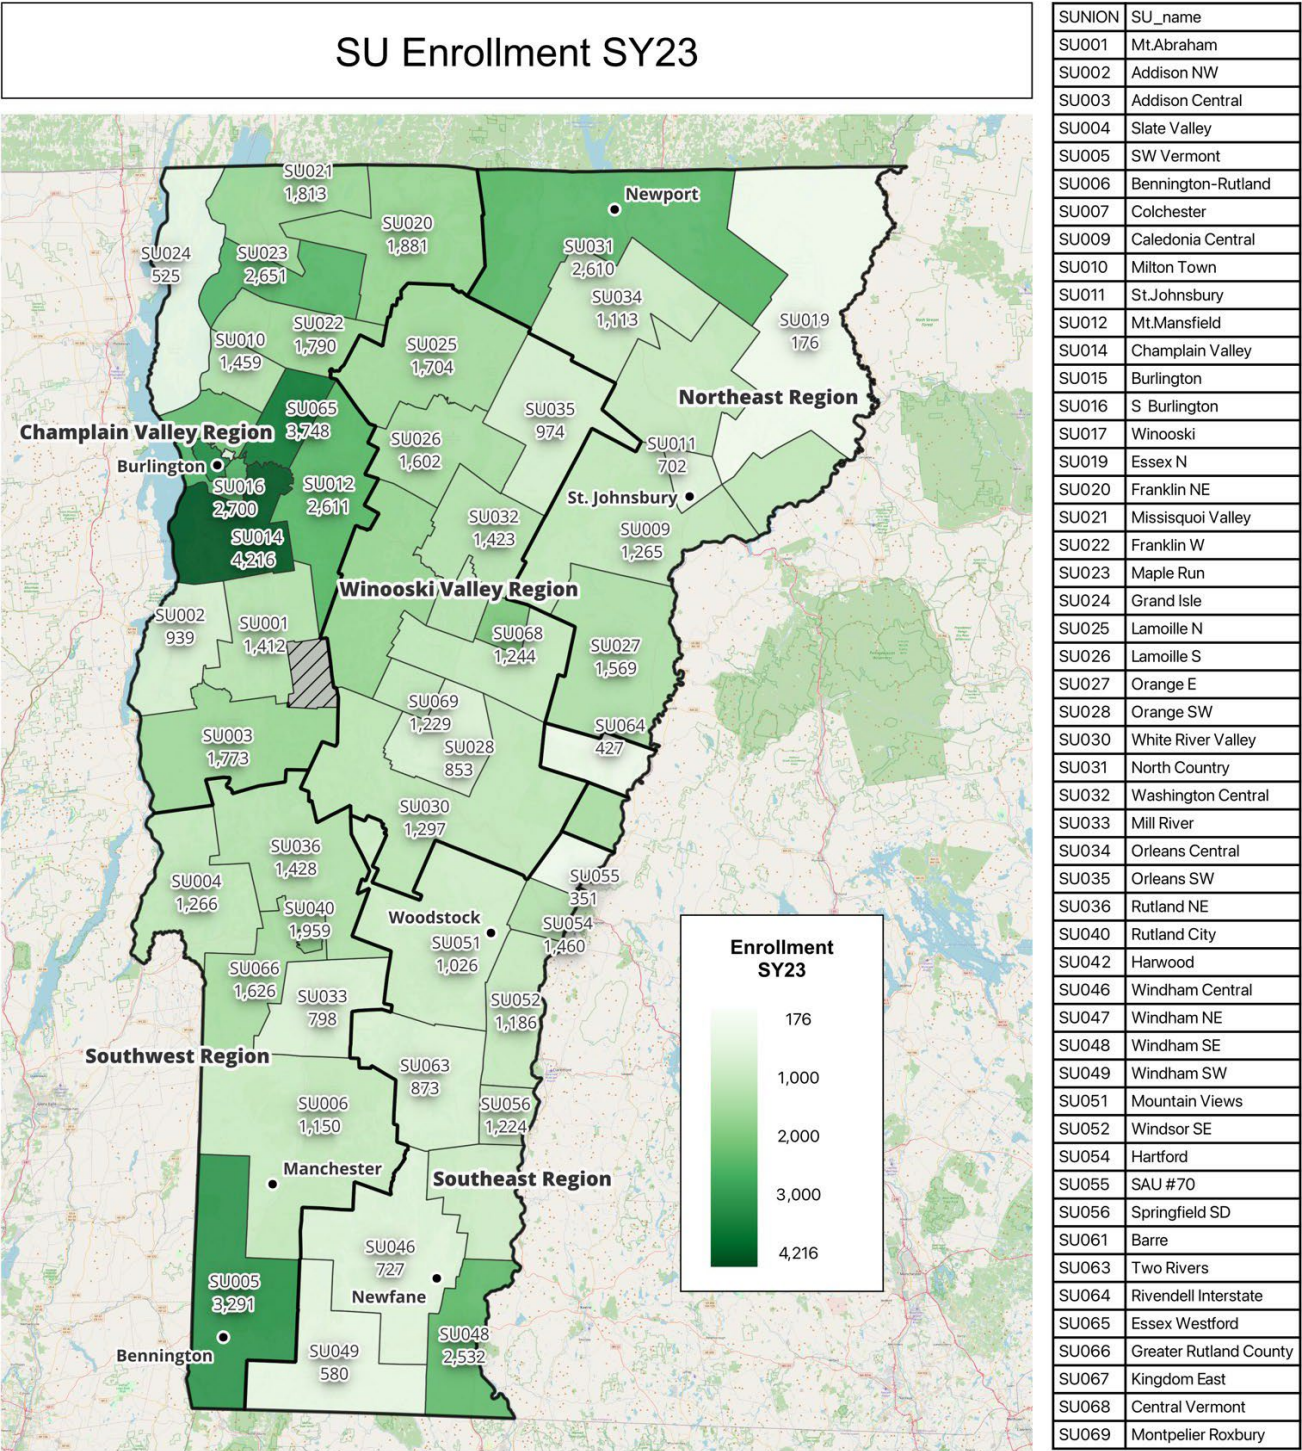 SU Enrollment SY23
SU021
1,813
Newport
SU020
1,881
SU024
525
SU023
2,651
SU031
2,610
SU034
1,113
SU019
176
SU022
1,790
SU010
1,459
SU025
1,704
Northeast Region
SU065
3,748
SU035
974
Champlain Valley Region
SU026
1,602
SU011
702
Burlington
SU016
2,700
SU012
2,611
St. Johnsbury
SU032
1,423
SU009
1,265
SU014
4,216
Winooski Valley Region
SU002
939
SU001
1,412
SU068
1,244
SU027
1,569
SU069
1,229
SU064
427
SU003
1,773
SU028
853
SU030
1,297
SU036
1,428
SU004
1,266
SU055
351
SU040
1,959
Woodstock
SU054
1,460
SU051
1,026
SU066
1,626
SU033
798
SU052
1,186
Southwest Region
SU063
873
SU006
1,150
SU056
1,224
Manchester
Southeast Region
SU046
727
Newfane
SU005
3,291
Bennington
SU048
2,532
SU049
580
Enrollment
SY23
176
1,000
2,000
3,000
4,216
SUNION SU_name
SU001 Mt.Abraham
SU002 Addison NW
SU003 Addison Central
SU004 Slate Valley
SU005 SW Vermont
SU006 Bennington-Rutland
SU007 Colchester
SU009 Caledonia Central
SU010 Milton Town
SU011 St.Johnsbury
SU012 Mt.Mansfield
SU014 Champlain Valley
SU015 Burlington
SU016 S Burlington
SU017 Winooski
SU019 Essex N
SU020 Franklin NE
SU021 Missisquoi Valley
SU022 Franklin W
SU023 Maple Run
SU024 Grand Isle
SU025 Lamoille N
SU026 Lamoille S
SU027 Orange E
SU028 Orange SW
SU030 White River Valley
SU031 North Country
SU032 Washington Central
SU033 Mill River
SU034 Orleans Central
SU035 Orleans SW
SU036 Rutland NE
SU040 Rutland City
SU042 Harwood
SU046 Windham Central
SU047 Windham NE
SU048 Windham SE
SU049 Windham SW
SU051 Mountain Views
SU052 Windsor SE
SU054 Hartford
SU055 SAU #70
SU056 Springfield SD
SU061 Barre
SU063 Two Rivers
SU064 Rivendell Interstate
SU065 Essex Westford
SU066 Greater Rutland County
SU067 Kingdom East
SU068 Central Vermont
SU069 Montpelier Roxbury